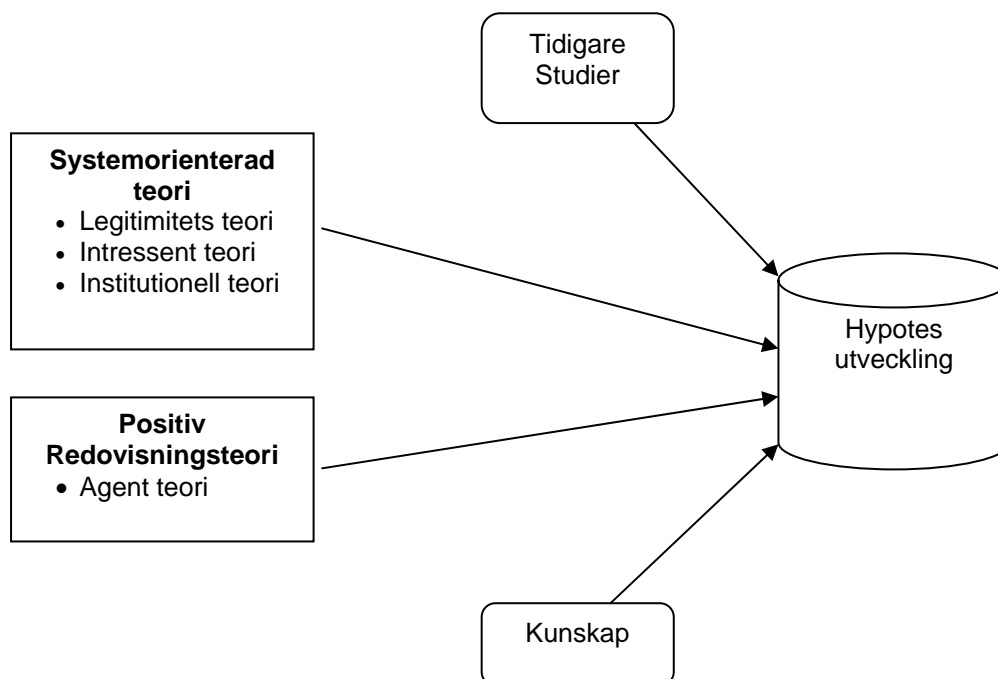 Tidigare
Studier
Systemorienterad
teori
• Legitimitets teori
• Intressent teori
• Institutionell teori
Hypotes
utveckling
Positiv
Redovisningsteori
• Agent teori
Kunskap